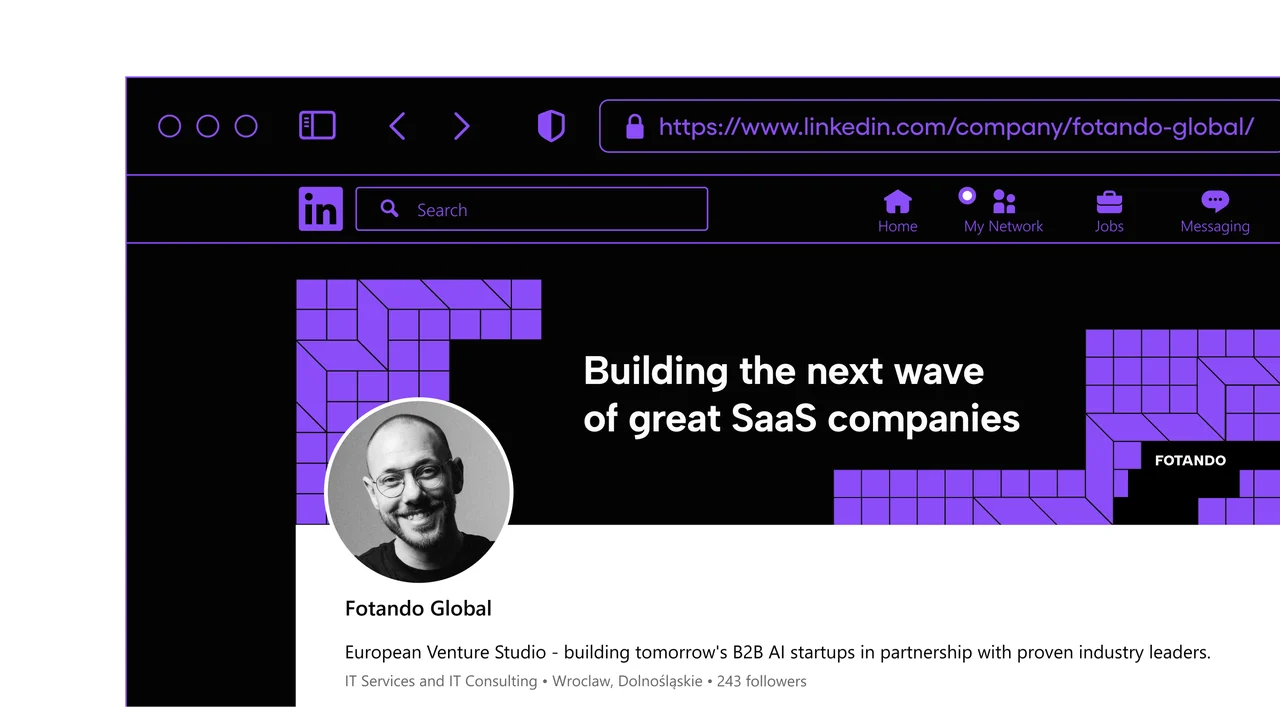 https://www.linkedin.com/company/fotando-global/
in
Search
Home
My Network
Jobs
Messaging
Building the next wave
of great SaaS companies
FOTANDO
Fotando Global
European Venture Studio - building tomorrow's B2B AI startups in partnership with proven industry leaders.
IT Services and IT Consulting • Wroclaw, Dolnośląskie • 243 followers